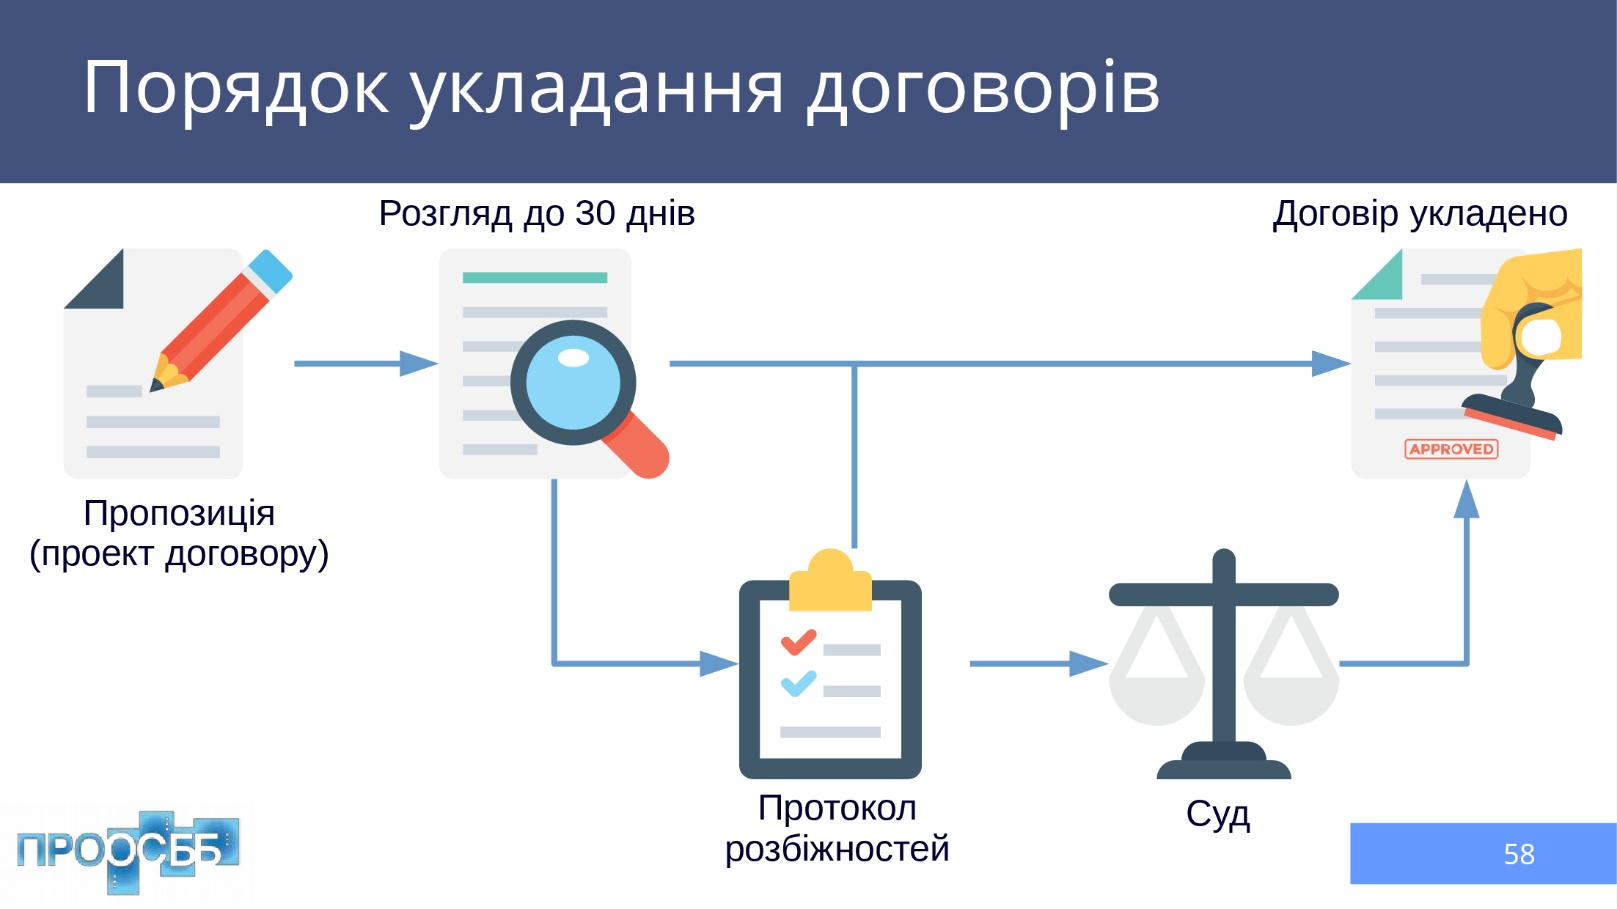 Порядок укладання договорів
Розгляд до 30 днів
Договір укладено
APPROVED
Пропозиція
(проект договору)
Протокол
розбіжностей
Суд
ПРООСББ
58